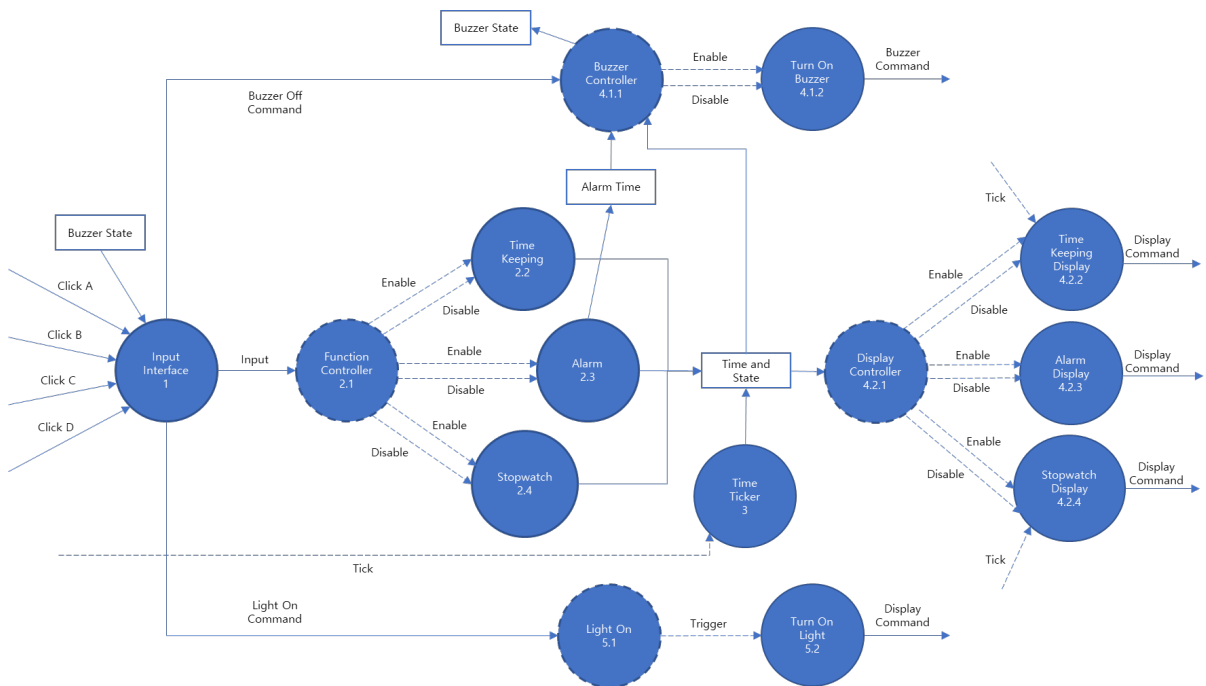 Buzzer State
Buzzer
Controller
4.1.1
Enable
Disable
Turn On
Buzzer
4.1.2
Buzzer
Command
Buzzer Off
Command
Alarm Time
Tick
Buzzer State
Time
Keeping
2.2
Time
Keeping
Display
4.2.2
Display
Command
Click A
Click B
Click C
Click D
Input
Interface
1
Input
Function
Controller
2.1
Enable
Disable
Enable
Disable
Enable
Disable
Alarm
2.3
Stopwatch
2.4
Time and
State
Time
Ticker
3
Display
Controller
4.2.1
Enable
Disable
Enable
Disable
Enable
Disable
Alarm
Display
4.2.3
Display
Command
Stopwatch
Display
4.2.4
Display
Command
Tick
Tick
Light On
Command
Light On
5.1
Trigger
Turn On
Light
5.2
Display
Command